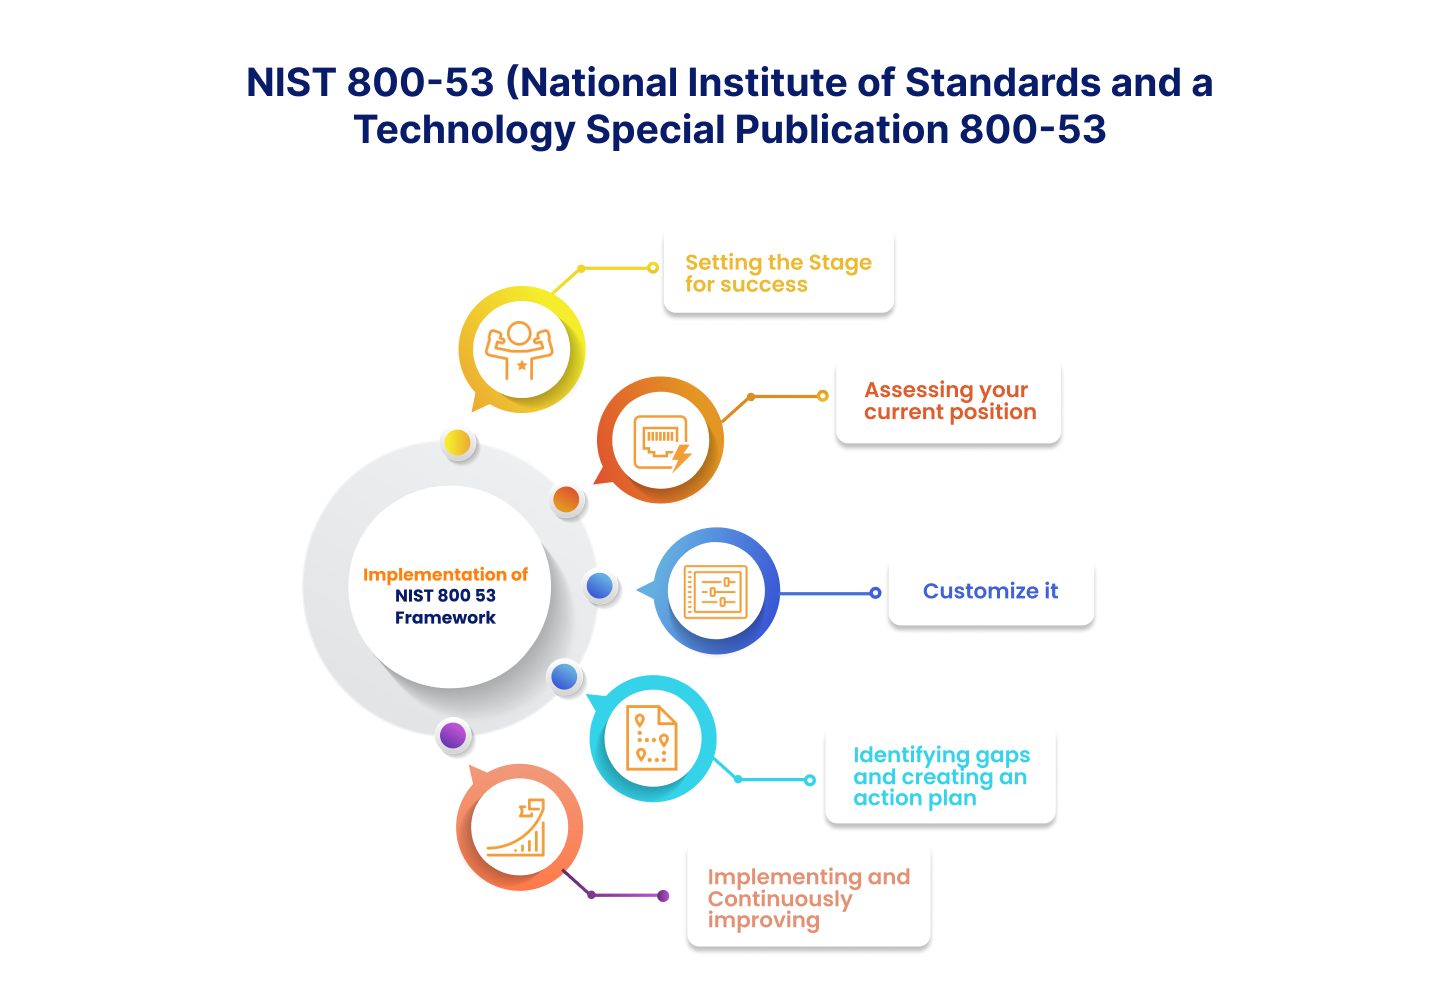 NIST 800-53 (National Institute of Standards and a
Technology Special Publication 800-53
Setting the Stage
for success
Assessing your
current position
Implementation of
NIST 800 53
Framework
Customize it
Identifying gaps
and creating an
action plan
Implementing and
Continuously
improving